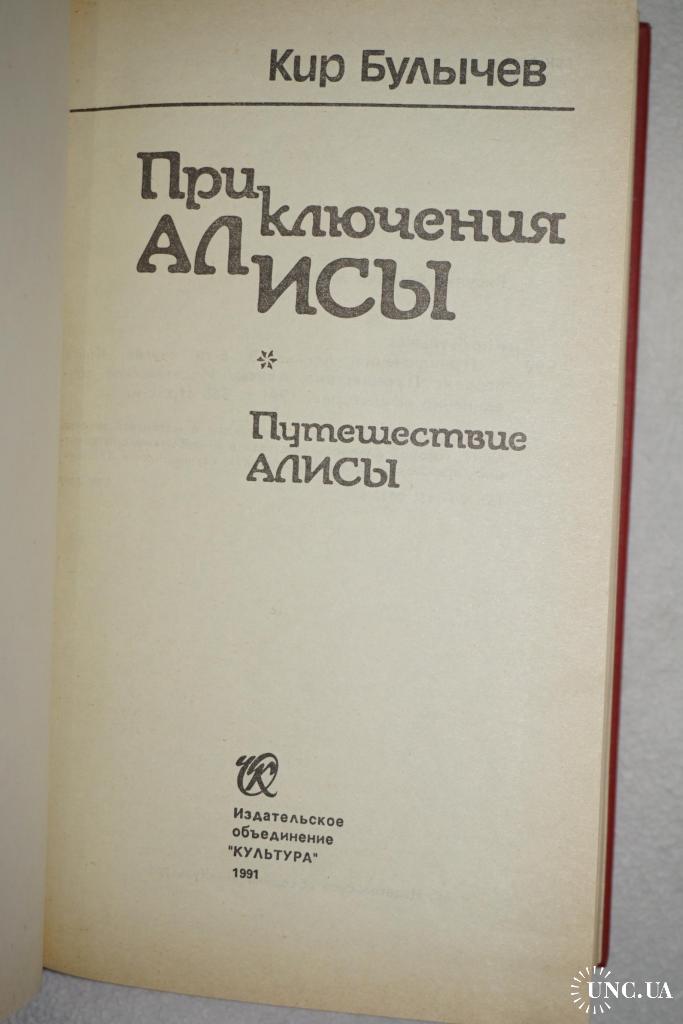 Кир Булычев
Приключения
АЛИСЫ
*
Путешествие
АЛИСЫ
Издательское
объединение
"КУЛЬТУРА"
1991
UNC.UA